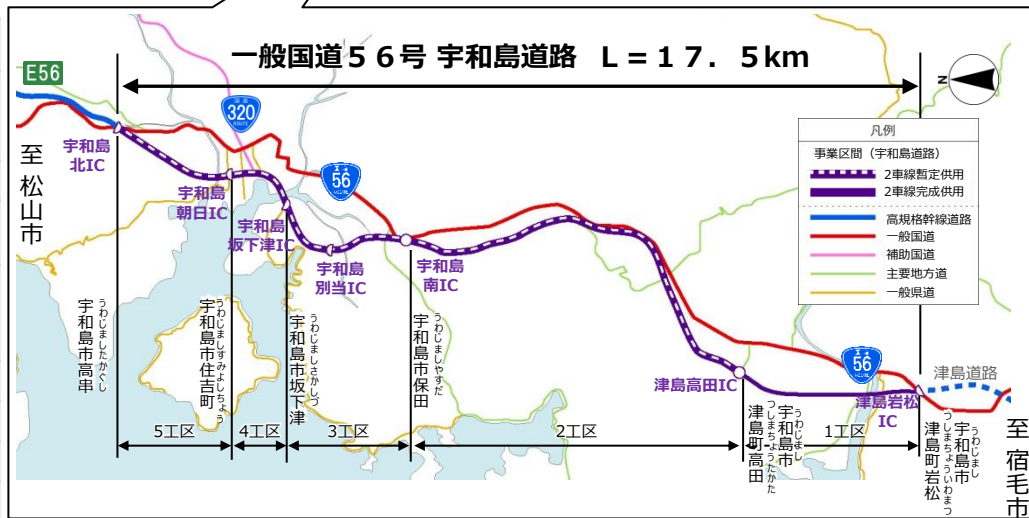 一般国道５６号 宇和島道路 Ｌ＝１７．５km
E56
N
国道
320
ROUTE
国道
56
ROUTE
国道
56
ROUTE
凡例
事業区間（宇和島道路）
2車線暫定供用
2車線完成供用
高規格幹線道路
一般国道
補助国道
主要地方道
一般県道
至 松山市
宇和島
北IC
宇和島
朝日IC
宇和島
坂下津IC
宇和島
別当IC
宇和島
南IC
津島高田IC
津島岩松
IC
津島道路
至 宿毛市
うわじましたかぐし
宇和島市高串
うわじましすみよしちょう
宇和島市住吉町
うわじましさかしづ
宇和島市坂下津
うわじましやすだ
宇和島市保田
うわじまし
宇和島市
つしまちょうたかた
津島町高田
うわじまし
宇和島市
つしまちょういわまつ
津島町岩松
5工区
4工区
3工区
2工区
1工区